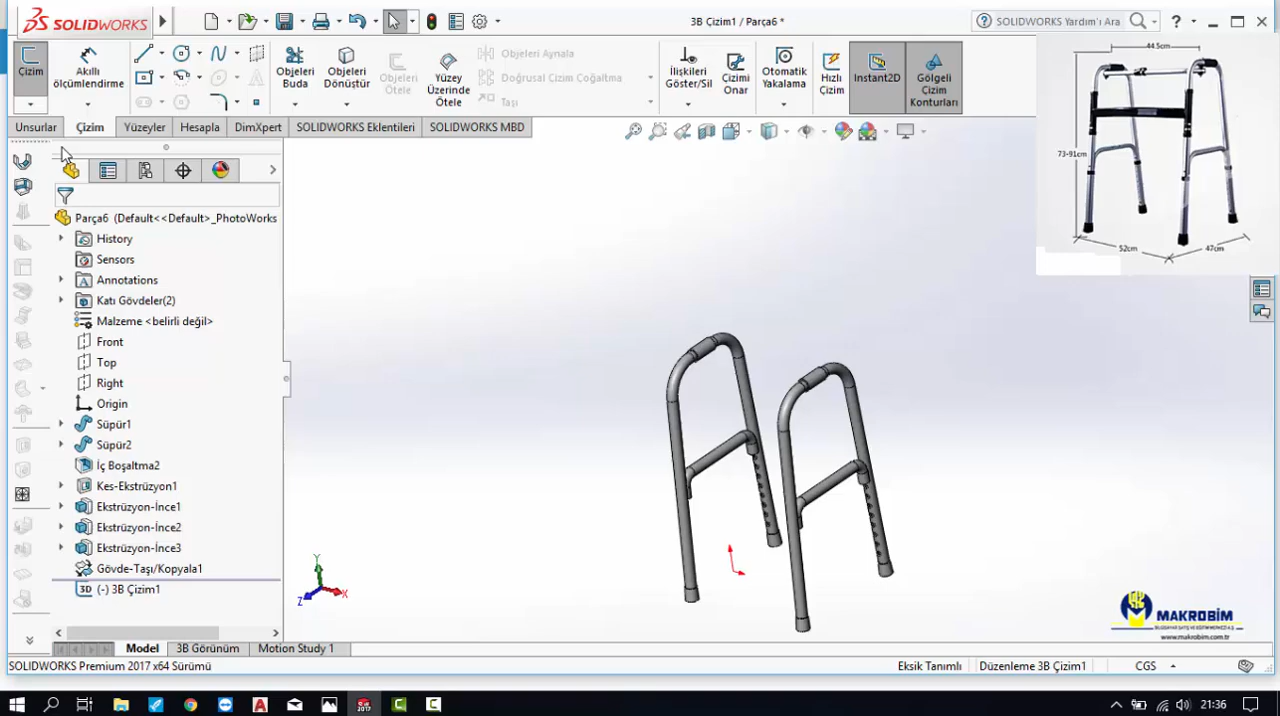 SOLIDWORKS
3B Çizim1 / Parça6 *
SOLIDWORKS Yardım'ı Ara
Çizim
Akıllı ölçümlendirme
Objeleri Buda
Objeleri Dönüştür
Objeleri Ötele
Yüzey Üzerinde Ötele
Objeleri Aynala
Doğrusal Çizim Çoğaltma
Taşı
İlişkileri Göster/Sil
Çizimi Onar
Otomatik Yakalama
Hızlı Çizim
Instant2D
Gölgeli Çizim Konturları
Unsurlar
Çizim
Yüzeyler
Hesapla
DimXpert
SOLIDWORKS Eklentileri
SOLIDWORKS MBD
44.5cm
73-91cm
52cm
47cm
Parça6 (Default<<Default>_PhotoWorks
History
Sensors
Annotations
Katı Gövdeler(2)
Malzeme <belirli değil>
Front
Top
Right
Origin
Süpür1
Süpür2
İç Boşaltma2
Kes-Ekstrüzyon1
Ekstrüzyon-İnce1
Ekstrüzyon-İnce2
Ekstrüzyon-İnce3
Gövde-Taşı/Kopyala1
3D (-) 3B Çizim1
Y
X
Z
MAKROBİM
www.makrobim.com.tr
Model
3B Görünüm
Motion Study 1
SOLIDWORKS Premium 2017 x64 Sürümü
Eksik Tanımlı
Düzenleme 3B Çizim1
CGS
21:36